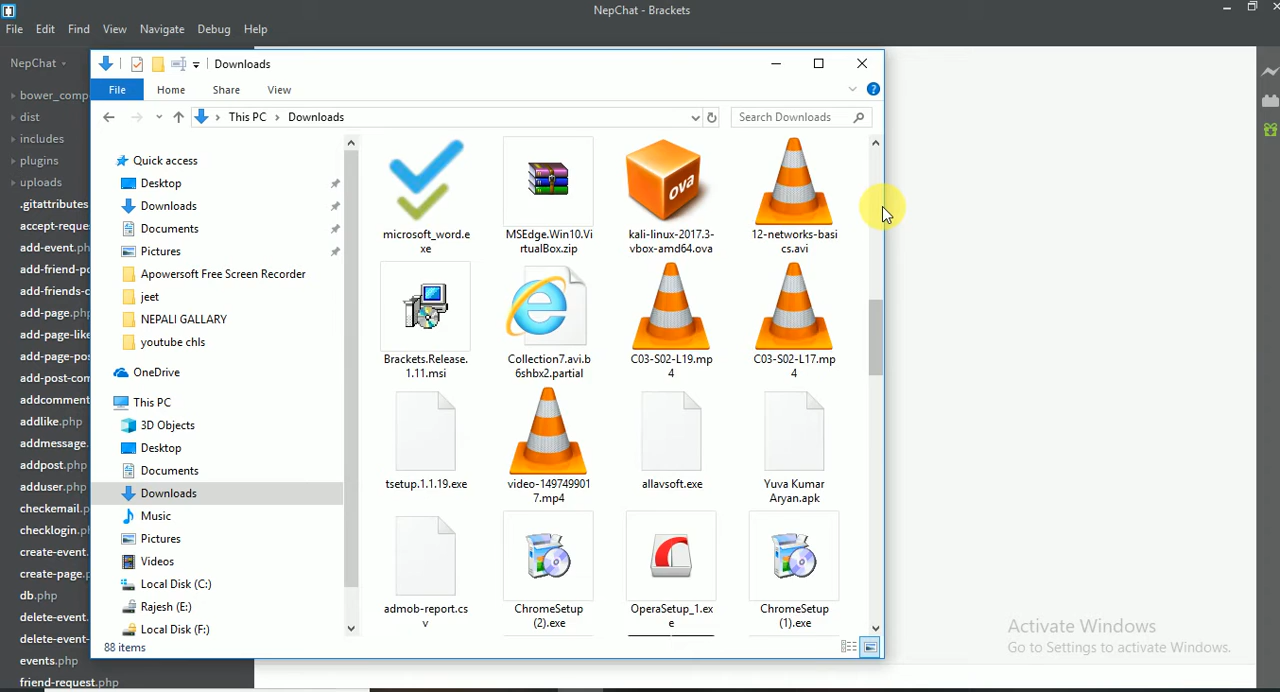 NepChat - Brackets
File Edit Find View Navigate Debug Help
NepChat
bower_comp
dist
includes
plugins
uploads
.gitattributes
accept-reque
add-event.ph
add-friend-po
add-friends-c
add-page.php
add-page-like
add-page-pos
add-post-com
addcomment
addlike.php
addmessage.
addpost.php
adduser.php
checkemail.p
checklogin.ph
create-event.
create-page.p
db.php
delete-event.
delete-event-
events.php
friend-request.php
Downloads
File Home Share View
This PC Downloads
Search Downloads
Quick access
Desktop
Downloads
Documents
Pictures
Apowersoft Free Screen Recorder
jeet
NEPALI GALLARY
youtube chls
OneDrive
This PC
3D Objects
Desktop
Documents
Downloads
Music
Pictures
Videos
Local Disk (C:)
Rajesh (E:)
Local Disk (F:)
88 items
microsoft_word.e
xe
MSEdge.Win10.Vi
rtualBox.zip
ova
kali-linux-2017.3-
vbox-amd64.ova
12-networks-basi
cs.avi
Brackets.Release.
1.11.msi
Collection7.avi.b
6shbx2.partial
C03-S02-L19.mp
4
C03-S02-L17.mp
4
tsetup.1.1.19.exe
video-149749901
7.mp4
allavsoft.exe
Yuva Kumar
Aryan.apk
admob-report.cs
v
ChromeSetup
(2).exe
OperaSetup_1.ex
e
ChromeSetup
(1).exe
Activate Windows
Go to Settings to activate Windows.